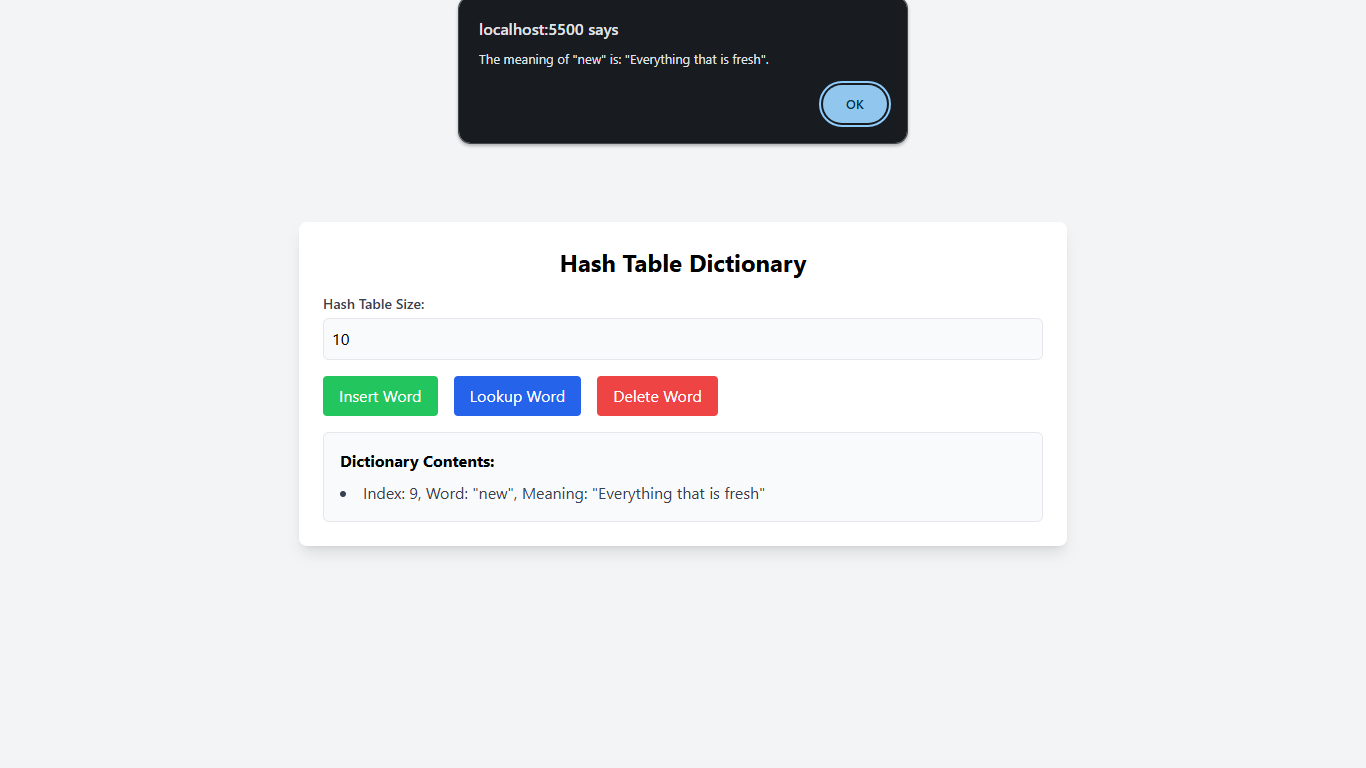 localhost:5500 says
The meaning of "new" is: "Everything that is fresh".
OK
Hash Table Dictionary
Hash Table Size:
10
Insert Word Lookup Word Delete Word
Dictionary Contents:
• Index: 9, Word: "new", Meaning: "Everything that is fresh"